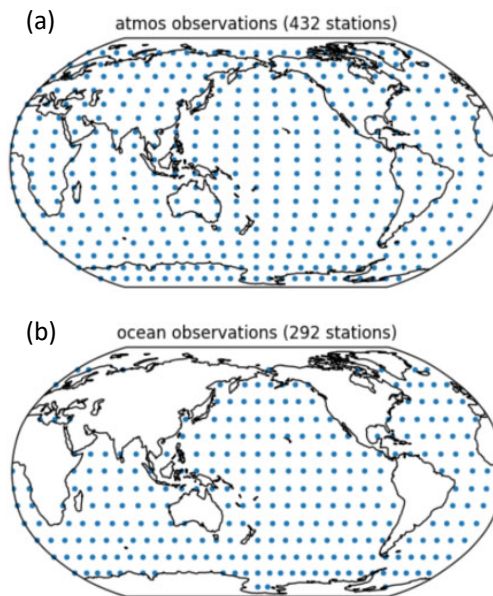 (a)
atmos observations (432 stations)
(b)
ocean observations (292 stations)